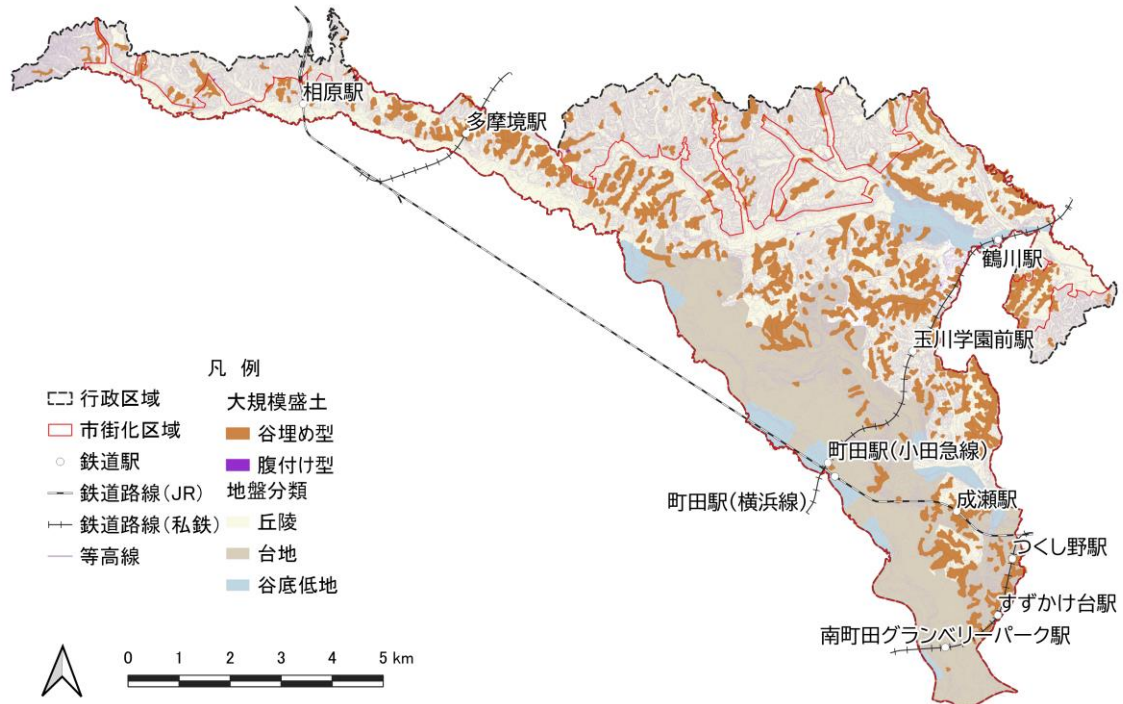 相原駅
多摩境駅
鶴川駅
玉川学園前駅
町田駅(小田急線)
町田駅(横浜線)
成瀬駅
つくし野駅
すずかけ台駅
南町田グランベリーパーク駅
凡 例
行政区域
市街化区域
鉄道駅
鉄道路線(JR)
鉄道路線(私鉄)
等高線
大規模盛土
谷埋め型
腹付け型
地盤分類
丘陵
台地
谷底低地
0 1 2 3 4 5 km